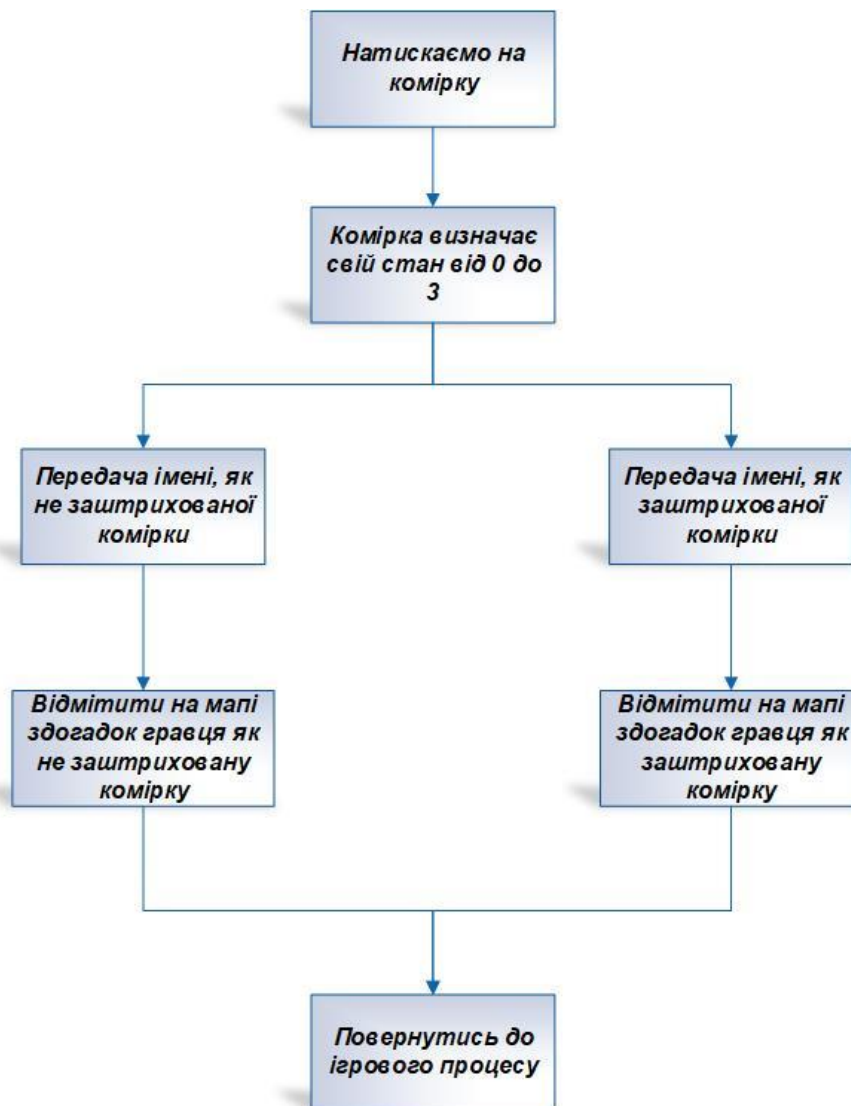 Натискаємо на
комірку
Комірка визначає
свій стан від 0 до
3
Передача імені, як
не заштрихованої
комірки
Передача імені, як
заштрихованої
комірки
Відмітити на мапі
здогадок гравця як
не заштриховану
комірку
Відмітити на мапі
здогадок гравця як
заштриховану
комірку
Повернутись до
ігрового процесу